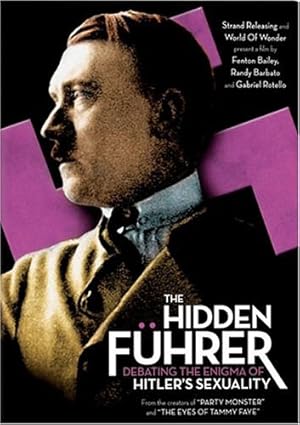 Strand Releasing and
World Of Wonder
present a film by
Fenton Bailey,
Randy Barbato
and Gabriel Rotello
THE
HIDDEN
FÜHRER
DEBATING THE ENIGMA OF
HITLER'S SEXUALITY
From the creators of "PARTY MONSTER"
and "THE EYES OF TAMMY FAYE"